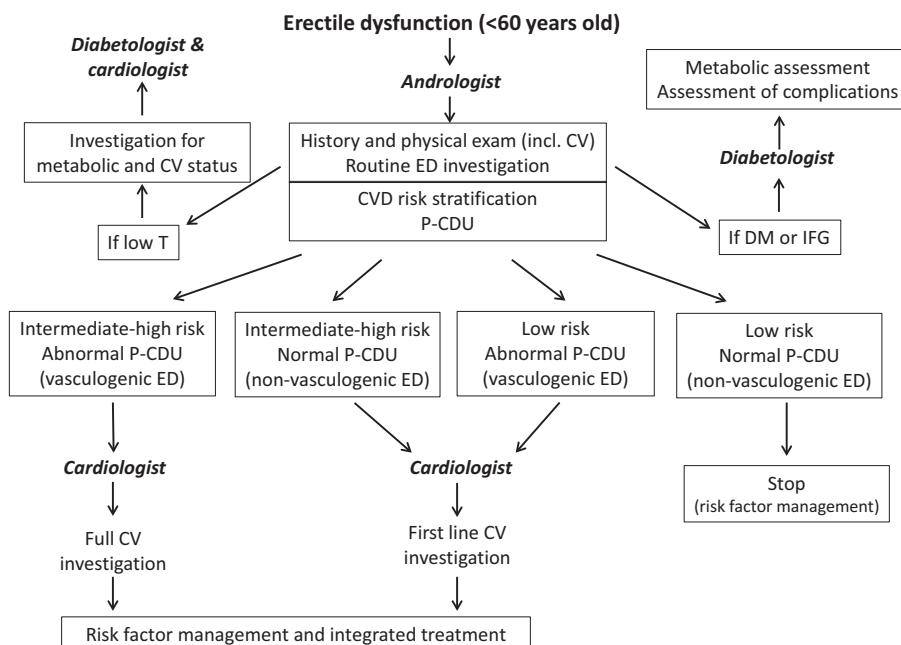 Erectile dysfunction (<60 years old)
Andrologist
History and physical exam (incl. CV)
Routine ED investigation
CVD risk stratification
P-CDU
If low T
Investigation for
metabolic and CV status
Diabetologist &
cardiologist
If DM or IFG
Diabetologist
Metabolic assessment
Assessment of complications
Intermediate-high risk
Abnormal P-CDU
(vasculogenic ED)
Intermediate-high risk
Normal P-CDU
(non-vasculogenic ED)
Low risk
Abnormal P-CDU
(vasculogenic ED)
Low risk
Normal P-CDU
(non-vasculogenic ED)
Cardiologist
Full CV
investigation
Cardiologist
First line CV
investigation
Stop
(risk factor management)
Risk factor management and integrated treatment